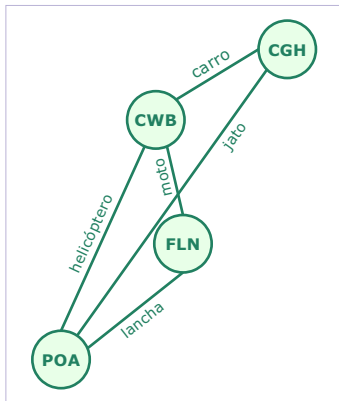 CGH
carro
CWB
jato
moto
helicóptero
FLN
lancha
POA